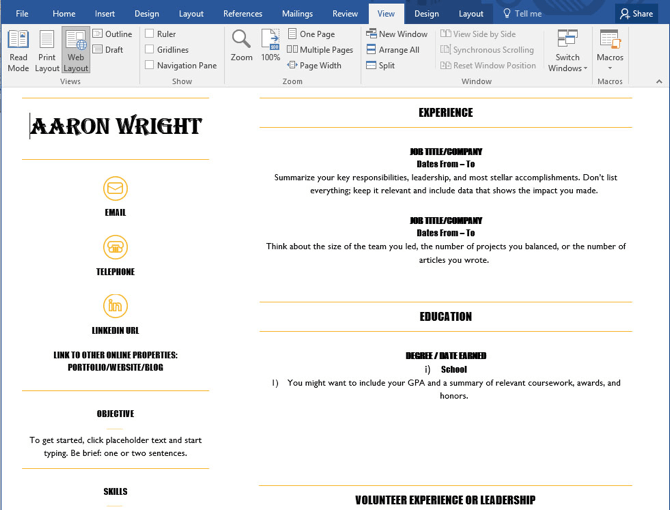 File Home Insert Design Layout References Mailings Review View Design Layout Tell me Share
Read Mode
Print Layout
Web Layout
Outline
Draft
Views
Ruler
Gridlines
Navigation Pane
Show
Zoom
100%
One Page
Multiple Pages
Page Width
Zoom
New Window
Arrange All
Split
View Side by Side
Synchronous Scrolling
Reset Window Position
Window
Switch Windows
Macros
Macros
AARON WRIGHT
EMAIL
TELEPHONE
in
LINKEDIN URL
LINK TO OTHER ONLINE PROPERTIES:
PORTFOLIO/WEBSITE/BLOG
OBJECTIVE
To get started, click placeholder text and start
typing. Be brief: one or two sentences.
SKILLS
EXPERIENCE
JOB TITLE/COMPANY
Dates From – To
Summarize your key responsibilities, leadership, and most stellar accomplishments. Don't list
everything; keep it relevant and include data that shows the impact you made.
JOB TITLE/COMPANY
Dates From – To
Think about the size of the team you led, the number of projects you balanced, or the number of
articles you wrote.
EDUCATION
DEGREE / DATE EARNED
i) School
1) You might want to include your GPA and a summary of relevant coursework, awards, and
honors.
VOLUNTEER EXPERIENCE OR LEADERSHIP